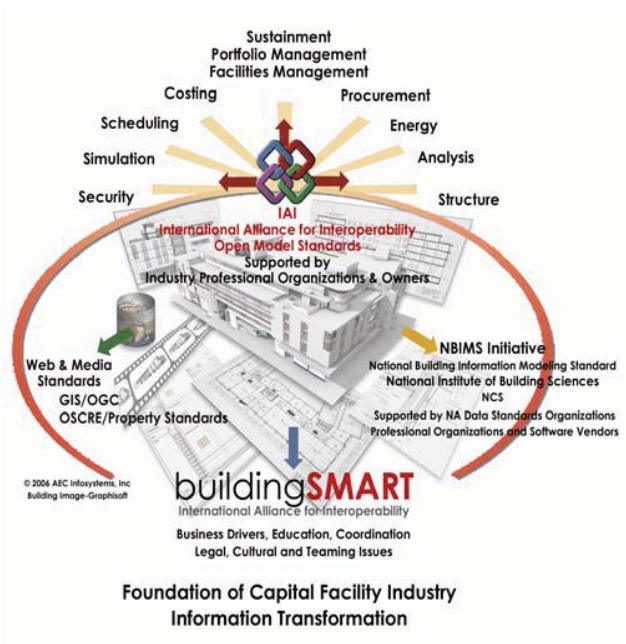 Sustainment
Portfolio Management
Facilities Management
Costing
Procurement
Scheduling
Energy
Simulation
Analysis
Security
Structure
IAI
International Alliance for Interoperability
Open Model Standards
Supported by
Industry Professional Organizations & Owners
Web & Media
Standards
GIS/OGC
OSCRE/Property Standards
NBIMS Initiative
National Building Information Modeling Standard
National Institute of Building Sciences
NCS
Supported by NA Data Standards Organizations
Professional Organizations and Software Vendors
© 2006 AEC Infosystems, Inc
Building Image-Graphisoft
buildingSMART
International Alliance for Interoperability
Business Drivers, Education, Coordination
Legal, Cultural and Teaming Issues
Foundation of Capital Facility Industry
Information Transformation